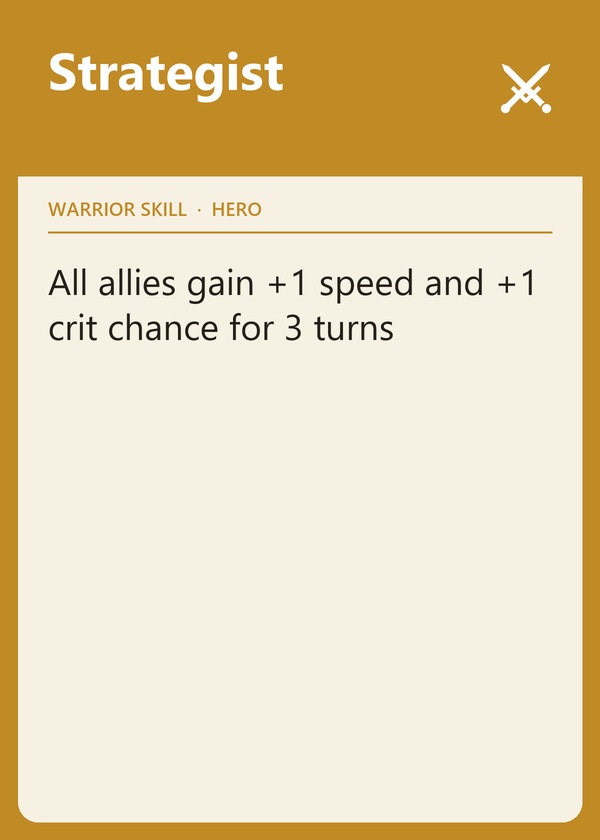 Strategist
WARRIOR SKILL · HERO
All allies gain +1 speed and +1
crit chance for 3 turns